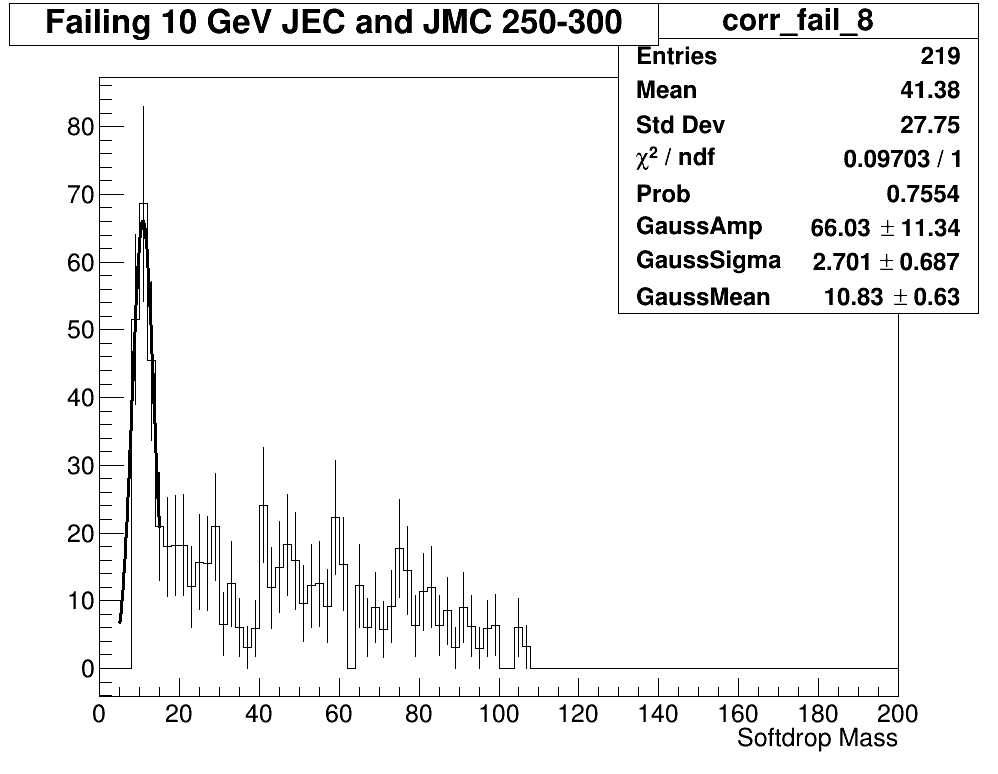 Failing 10 GeV JEC and JMC 250-300
corr_fail_8
Entries 219
Mean 41.38
Std Dev 27.75
χ² / ndf 0.09703 / 1
Prob 0.7554
GaussAmp 66.03 ± 11.34
GaussSigma 2.701 ± 0.687
GaussMean 10.83 ± 0.63
80
70
60
50
40
30
20
10
0
0 20 40 60 80 100 120 140 160 180 200
Softdrop Mass